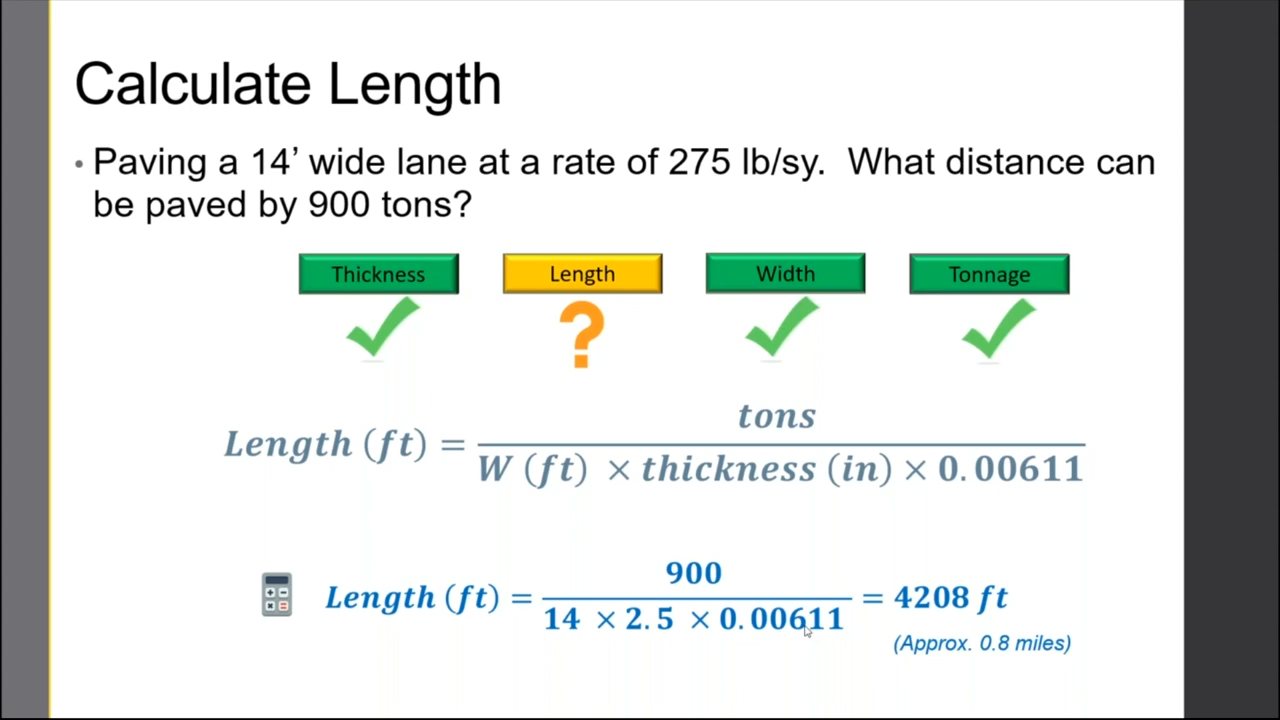 Calculate Length
• Paving a 14’ wide lane at a rate of 275 lb/sy.  What distance can
be paved by 900 tons?
Thickness Length Width Tonnage
?
Length (ft) = tons / W (ft) × thickness (in) × 0.00611
Length (ft) = 900 / 14 × 2.5 × 0.00611 = 4208 ft
(Approx. 0.8 miles)